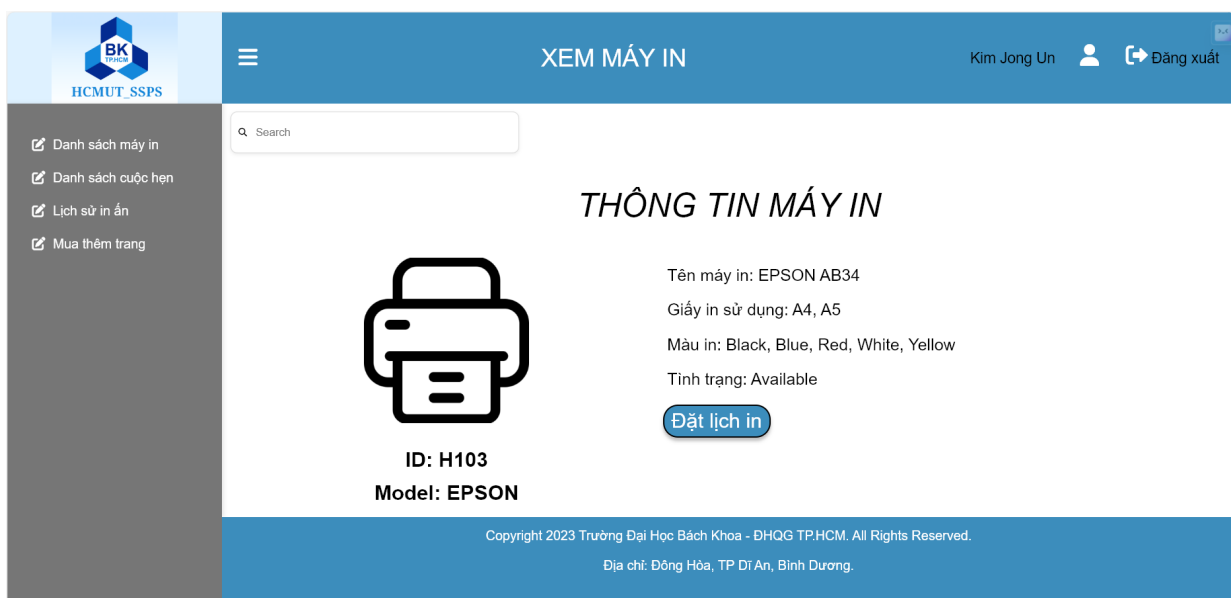 BK
TP.HCM
HCMUT_SSPS
XEM MÁY IN
Kim Jong Un
Đăng xuất
Danh sách máy in
Danh sách cuộc hẹn
Lịch sử in ấn
Mua thêm trang
Search
THÔNG TIN MÁY IN
Tên máy in: EPSON AB34
Giấy in sử dụng: A4, A5
Màu in: Black, Blue, Red, White, Yellow
Tình trạng: Available
Đặt lịch in
ID: H103
Model: EPSON
Copyright 2023 Trường Đại Học Bách Khoa - ĐHQG TP.HCM. All Rights Reserved.
Địa chỉ: Đông Hòa, TP Dĩ An, Bình Dương.